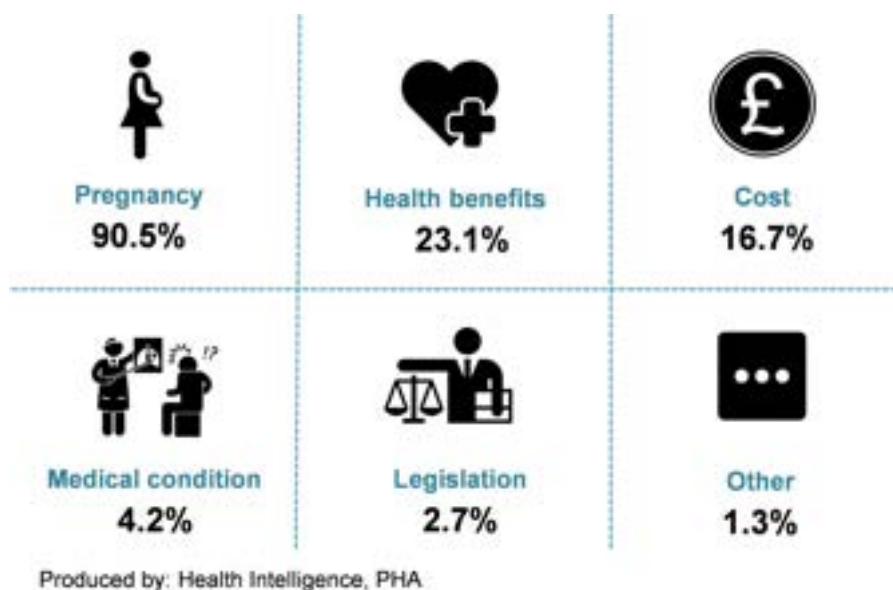 Pregnancy
90.5%
Health benefits
23.1%
Cost
£
16.7%
Medical condition
4.2%
!?
Legislation
2.7%
Other
1.3%
Produced by: Health Intelligence, PHA